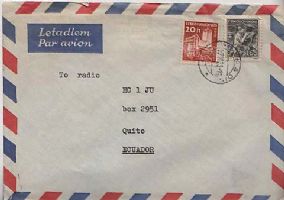 Letadlem
Par avion
20h
To radio
HC 1 JU
box 2951
Quito
ECUADOR